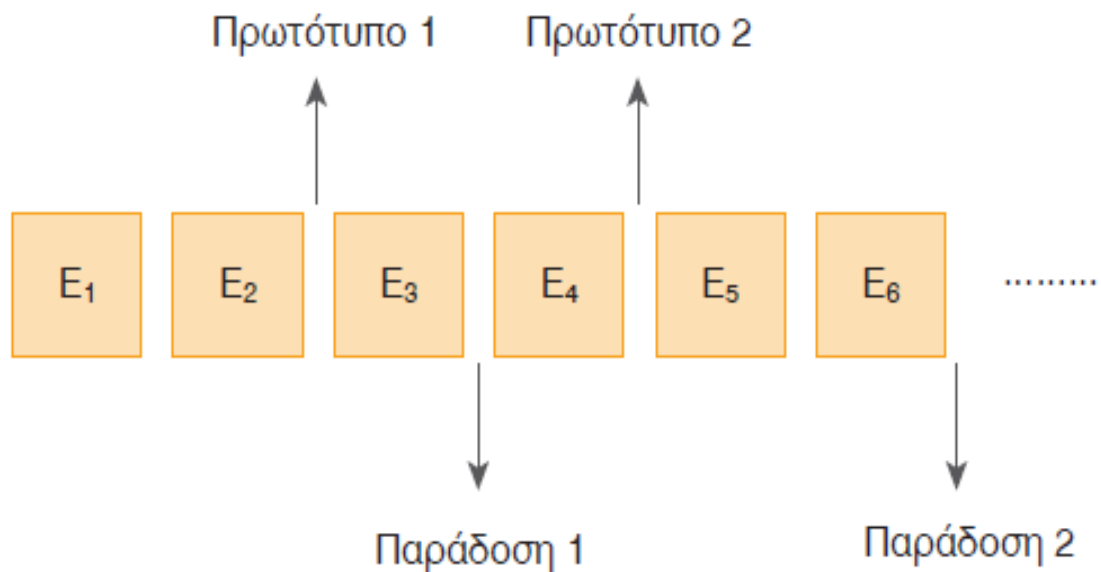 Πρωτότυπο 1 Πρωτότυπο 2
E₁ E₂ E₃ E₄ E₅ E₆ .........
Παράδοση 1 Παράδοση 2